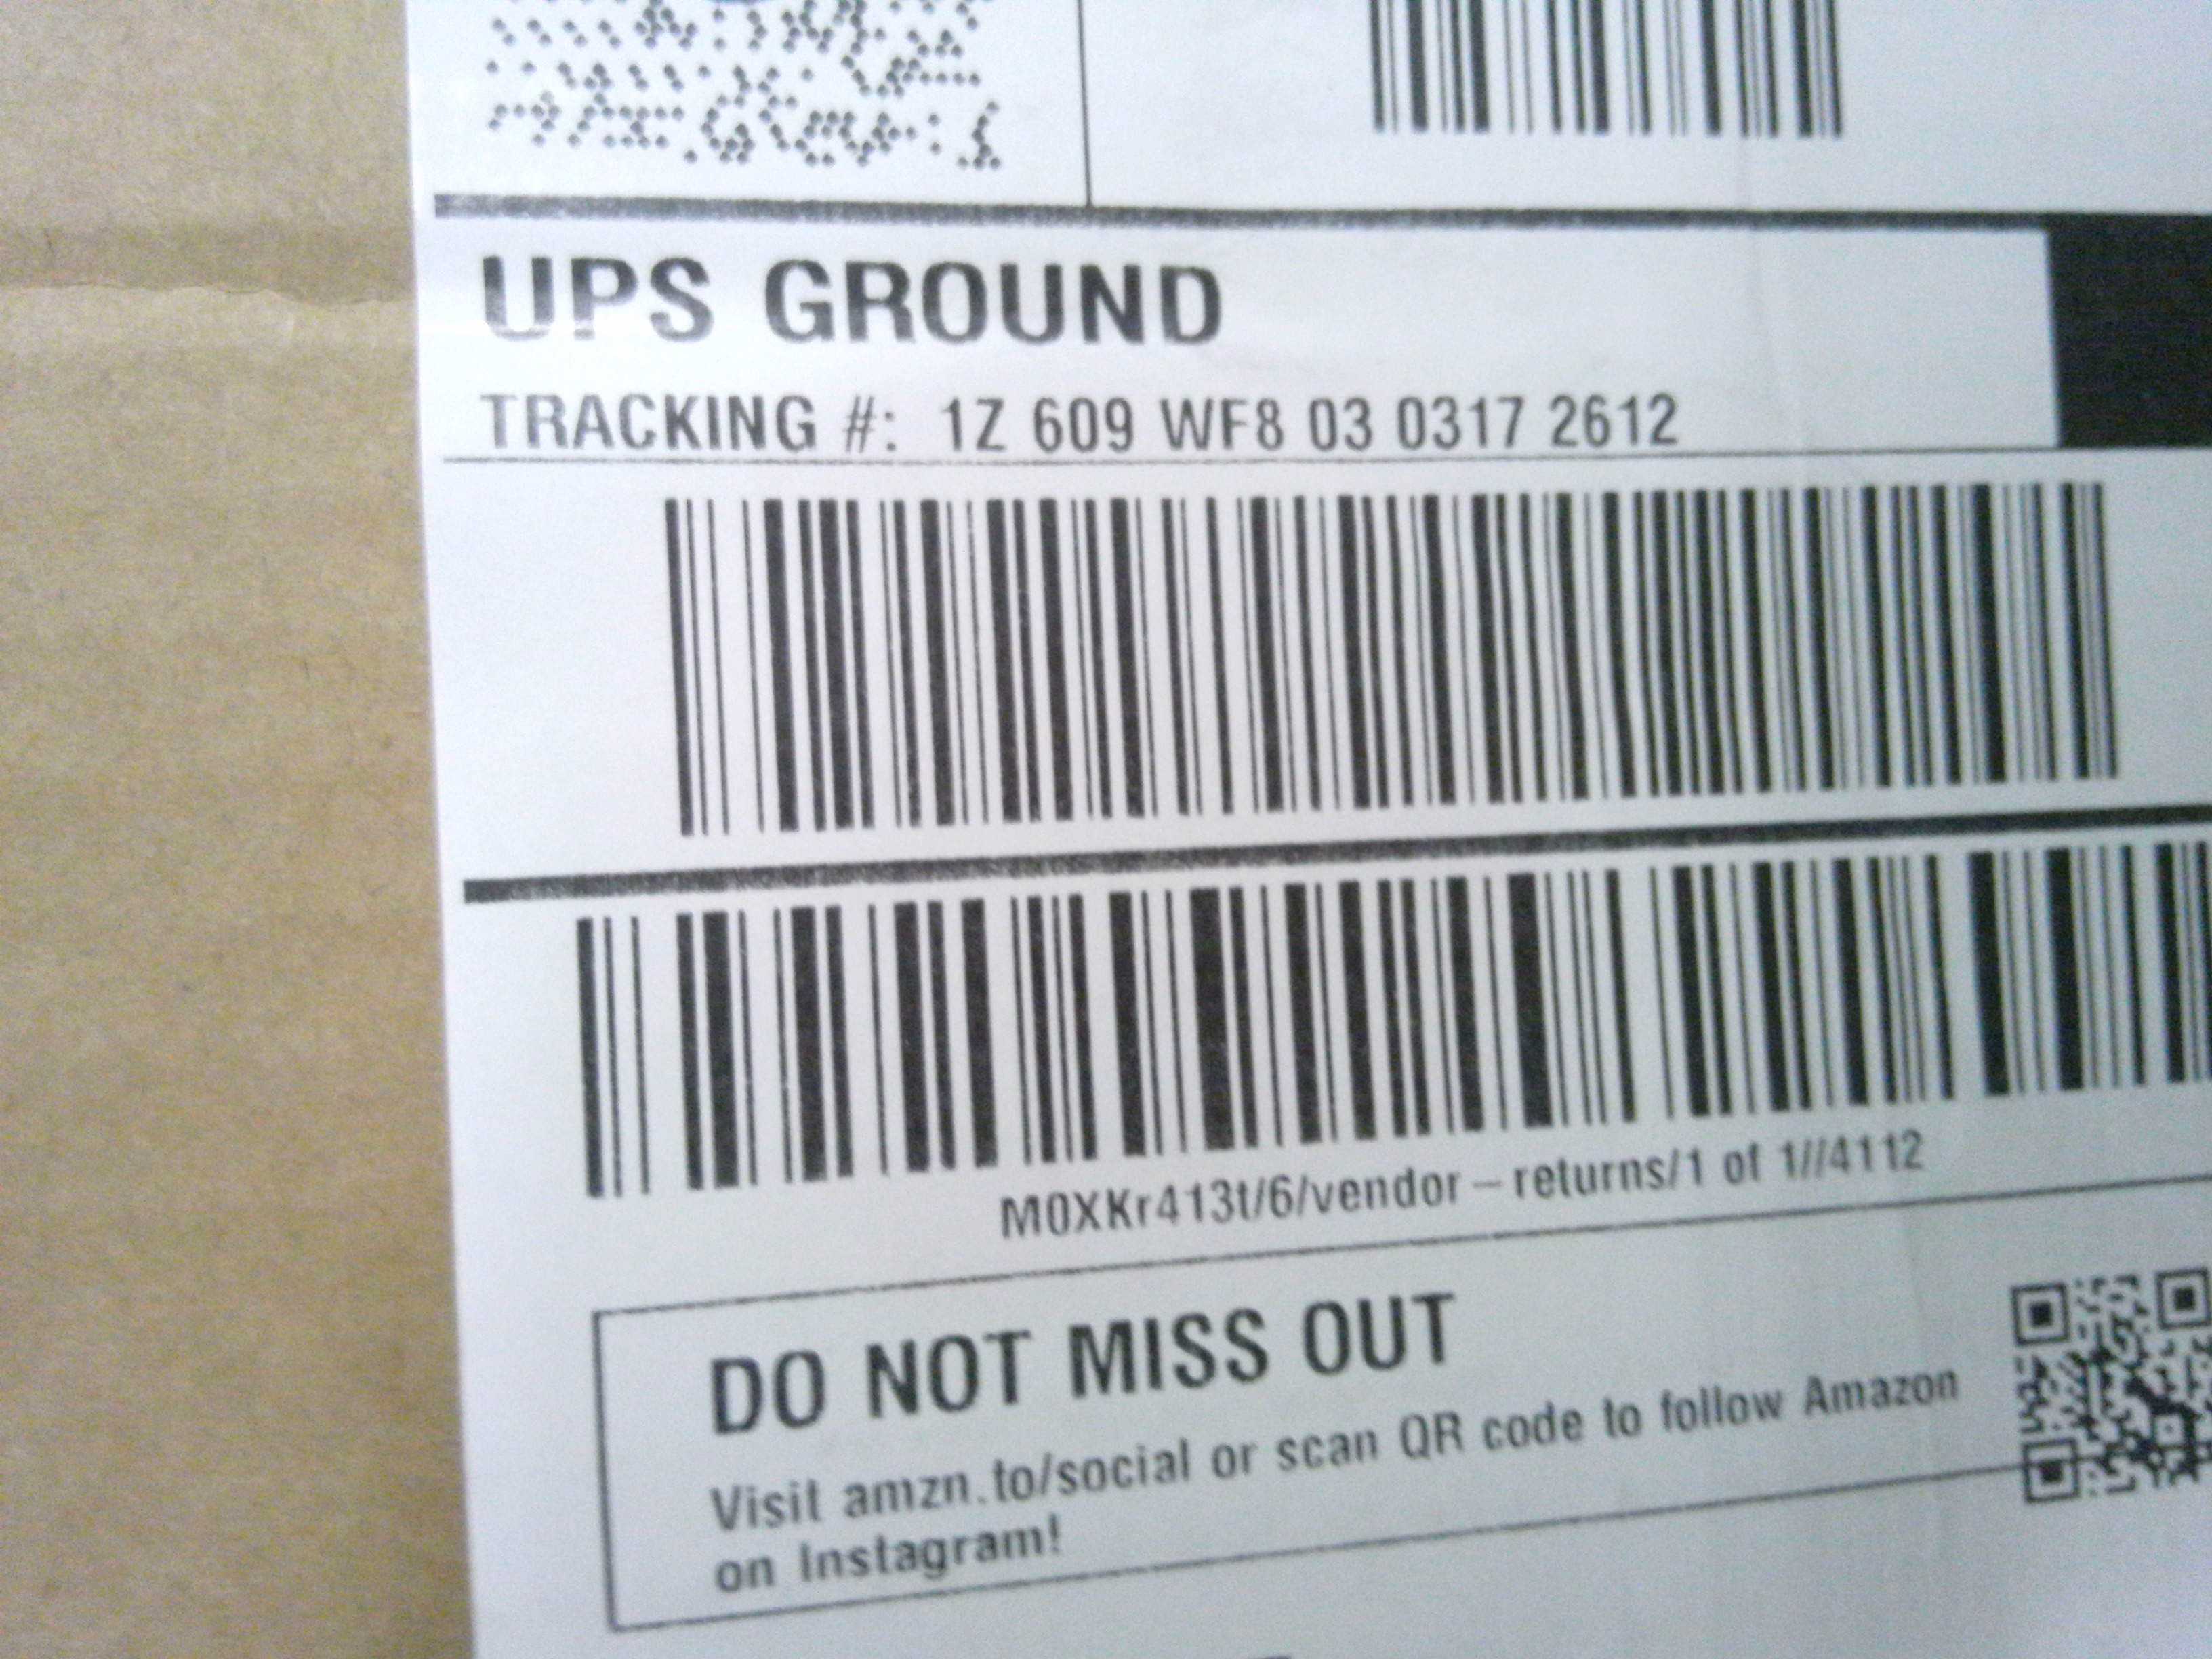 UPS GROUND
TRACKING #: 1Z 609 WF8 03 0317 2612
M0XKr413t/6/vendor-returns/1 of 1//4112
DO NOT MISS OUT
Visit amzn.to/social or scan QR code to follow Amazon
on Instagram!